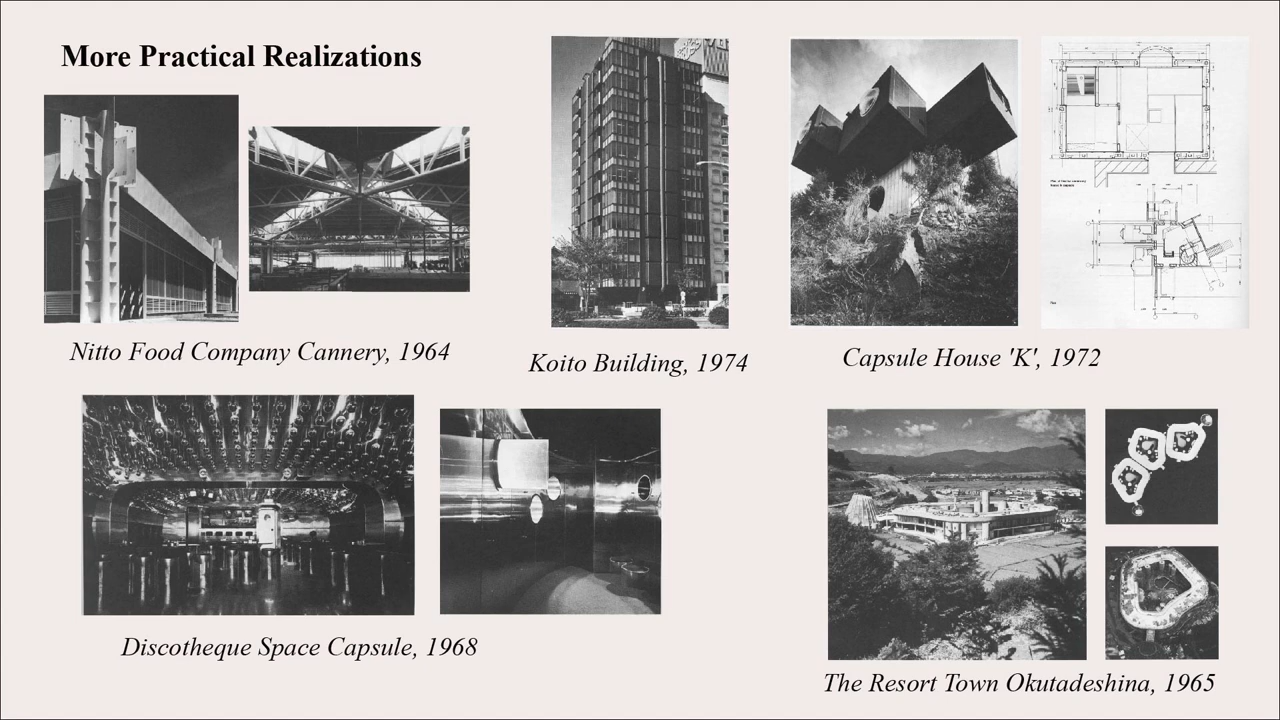 More Practical Realizations
Nitto Food Company Cannery, 1964
Koito Building, 1974
Capsule House 'K', 1972
Discotheque Space Capsule, 1968
The Resort Town Okutadeshina, 1965